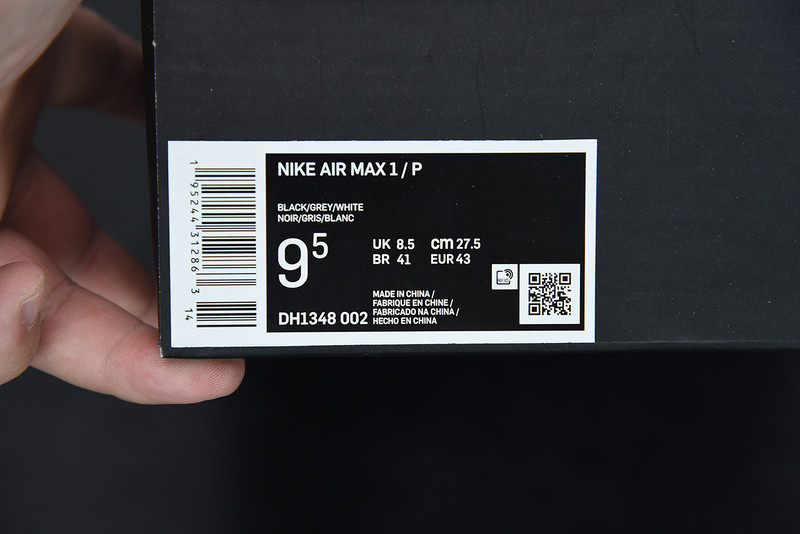 NIKE AIR MAX 1 / P
BLACK/GREY/WHITE
NOIR/GRIS/BLANC
9 5
UK 8.5 cm 27.5
BR 41 EUR 43
DH1348 002
MADE IN CHINA /
FABRIQUE EN CHINE /
FABRICADO NA CHINA /
HECHO EN CHINA
1 95244 31286 3
14